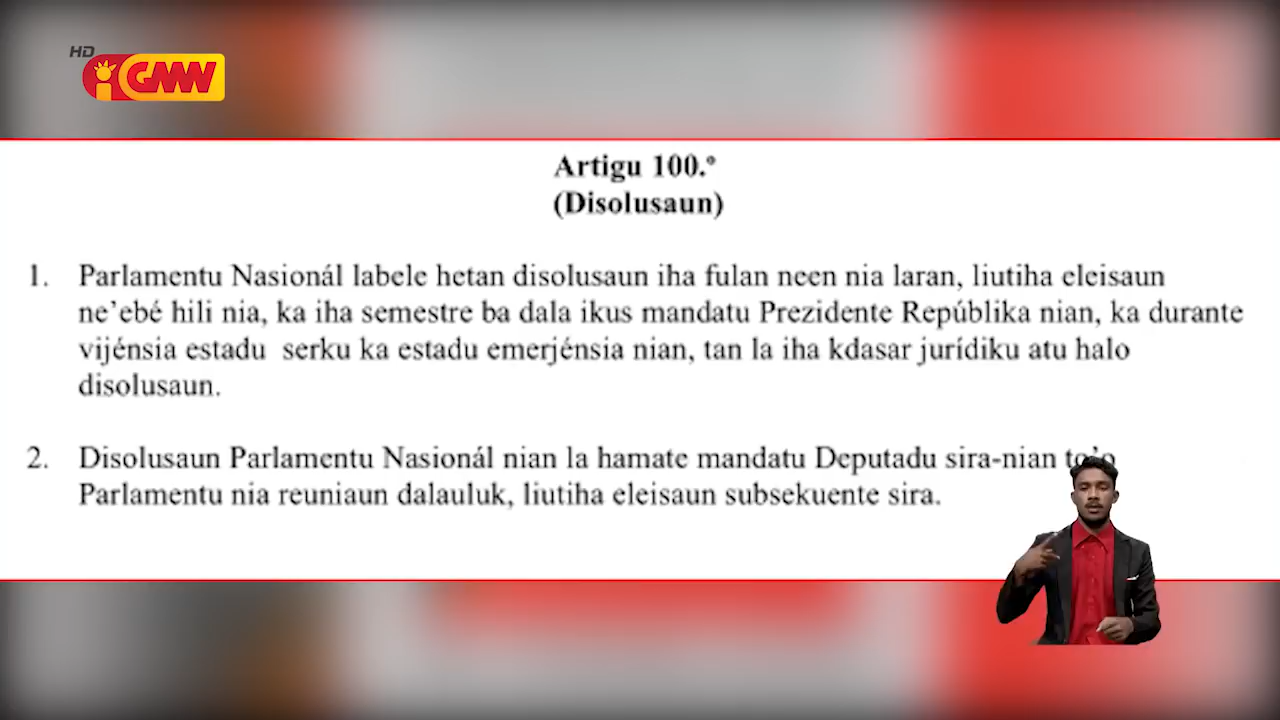 HD
GMW
Artigu 100.º
(Disolusaun)
1. Parlamentu Nasionál labele hetan disolusaun iha fulan neen nia laran, liutiha eleisaun
ne’ebé hili nia, ka iha semestre ba dala ikus mandatu Prezidente Repúblika nian, ka durante
vijénsia estadu serku ka estadu emerjénsia nian, tan la iha kdasar jurídiku atu halo
disolusaun.
2. Disolusaun Parlamentu Nasionál nian la hamate mandatu Deputadu sira-nian to’o
Parlamentu nia reuniaun dalauluk, liutiha eleisaun subsekuente sira.